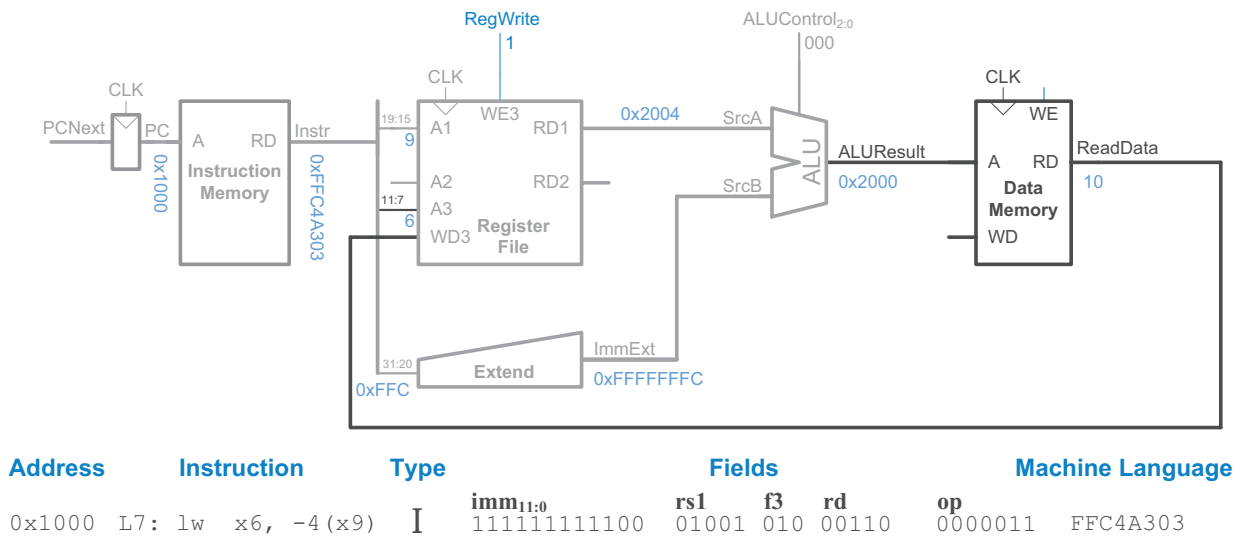 RegWrite
ALUControl2:0
1
000
CLK
CLK
CLK
PCNext
PC
A
RD
Instr
19:15
A1
WE3
RD1
0x2004
SrcA
WE
9
Instruction
Memory
A2
RD2
SrcB
ALU
ALUResult
A
RD
ReadData
0x1000
0xFFC4A303
11:7
A3
6
0x2000
Data
Memory
10
WD3
Register
File
WD
ImmExt
31:20
Extend
0xFFC
0xFFFFFFFC
Address Instruction Type Fields Machine Language
imm11:0 rs1 f3 rd op
0x1000 L7: lw x6, -4(x9) I 111111111100 01001 010 00110 0000011 FFC4A303